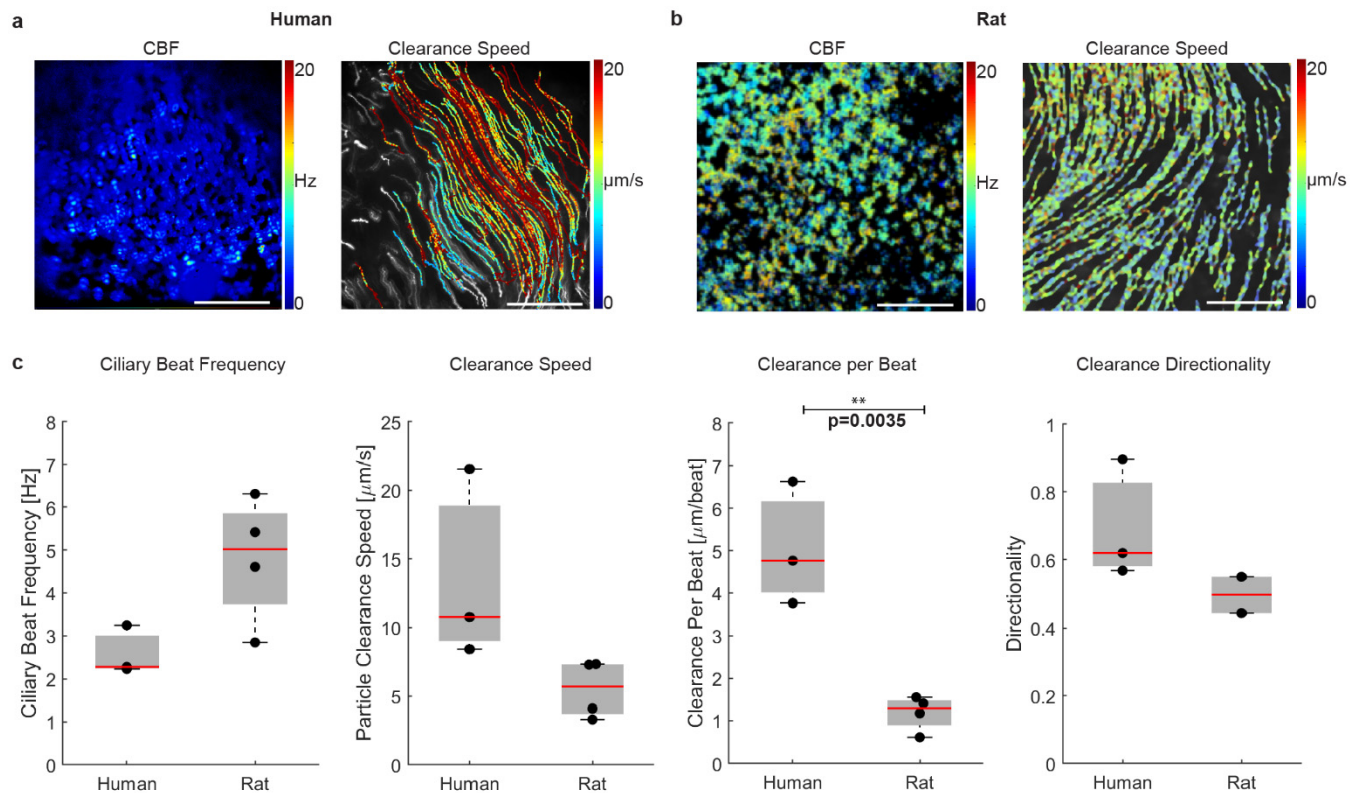 a
Human
CBF
20
Hz
0
Clearance Speed
20
µm/s
0
b
Rat
CBF
20
Hz
0
Clearance Speed
20
µm/s
0
c
Ciliary Beat Frequency
Ciliary Beat Frequency [Hz]
8
7
6
5
4
3
2
1
0
Human
Rat
Clearance Speed
Particle Clearance Speed [µm/s]
25
20
15
10
5
0
Human
Rat
Clearance per Beat
**
p=0.0035
Clearance Per Beat [µm/beat]
8
7
6
5
4
3
2
1
0
Human
Rat
Clearance Directionality
Directionality
1
0.8
0.6
0.4
0.2
0
Human
Rat